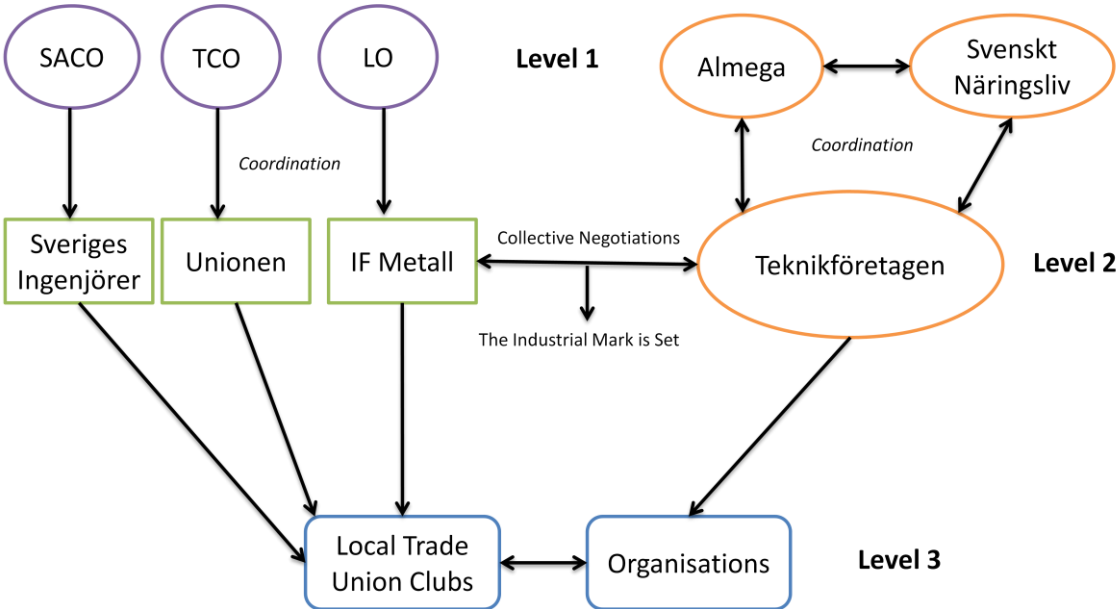 SACO
TCO
LO
Level 1
Almega
Svenskt
Näringsliv
Coordination
Coordination
Sveriges
Ingenjörer
Unionen
IF Metall
Collective Negotiations
Teknikföretagen
Level 2
The Industrial Mark is Set
Local Trade
Union Clubs
Organisations
Level 3